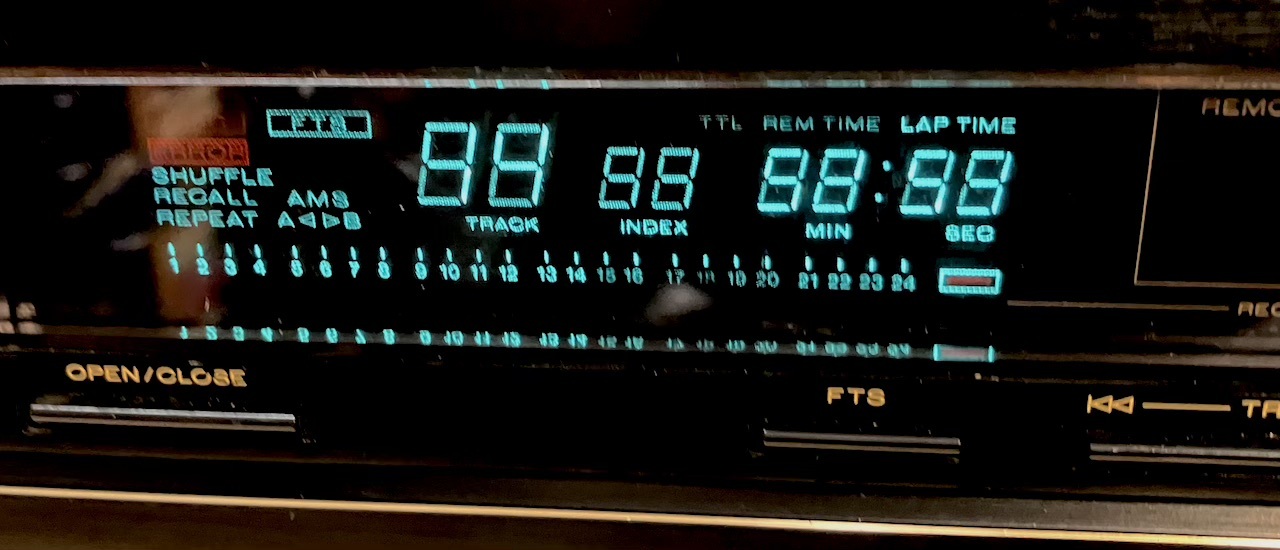 FTS
TTL REM TIME LAP TIME
ERROR
SHUFFLE
RECALL AMS
REPEAT A◁▷B
TRACK INDEX MIN SEC
1 2 3 4 5 6 7 8 9 10 11 12 13 14 15 16 17 18 19 20 21 22 23 24
OPEN/CLOSE
FTS